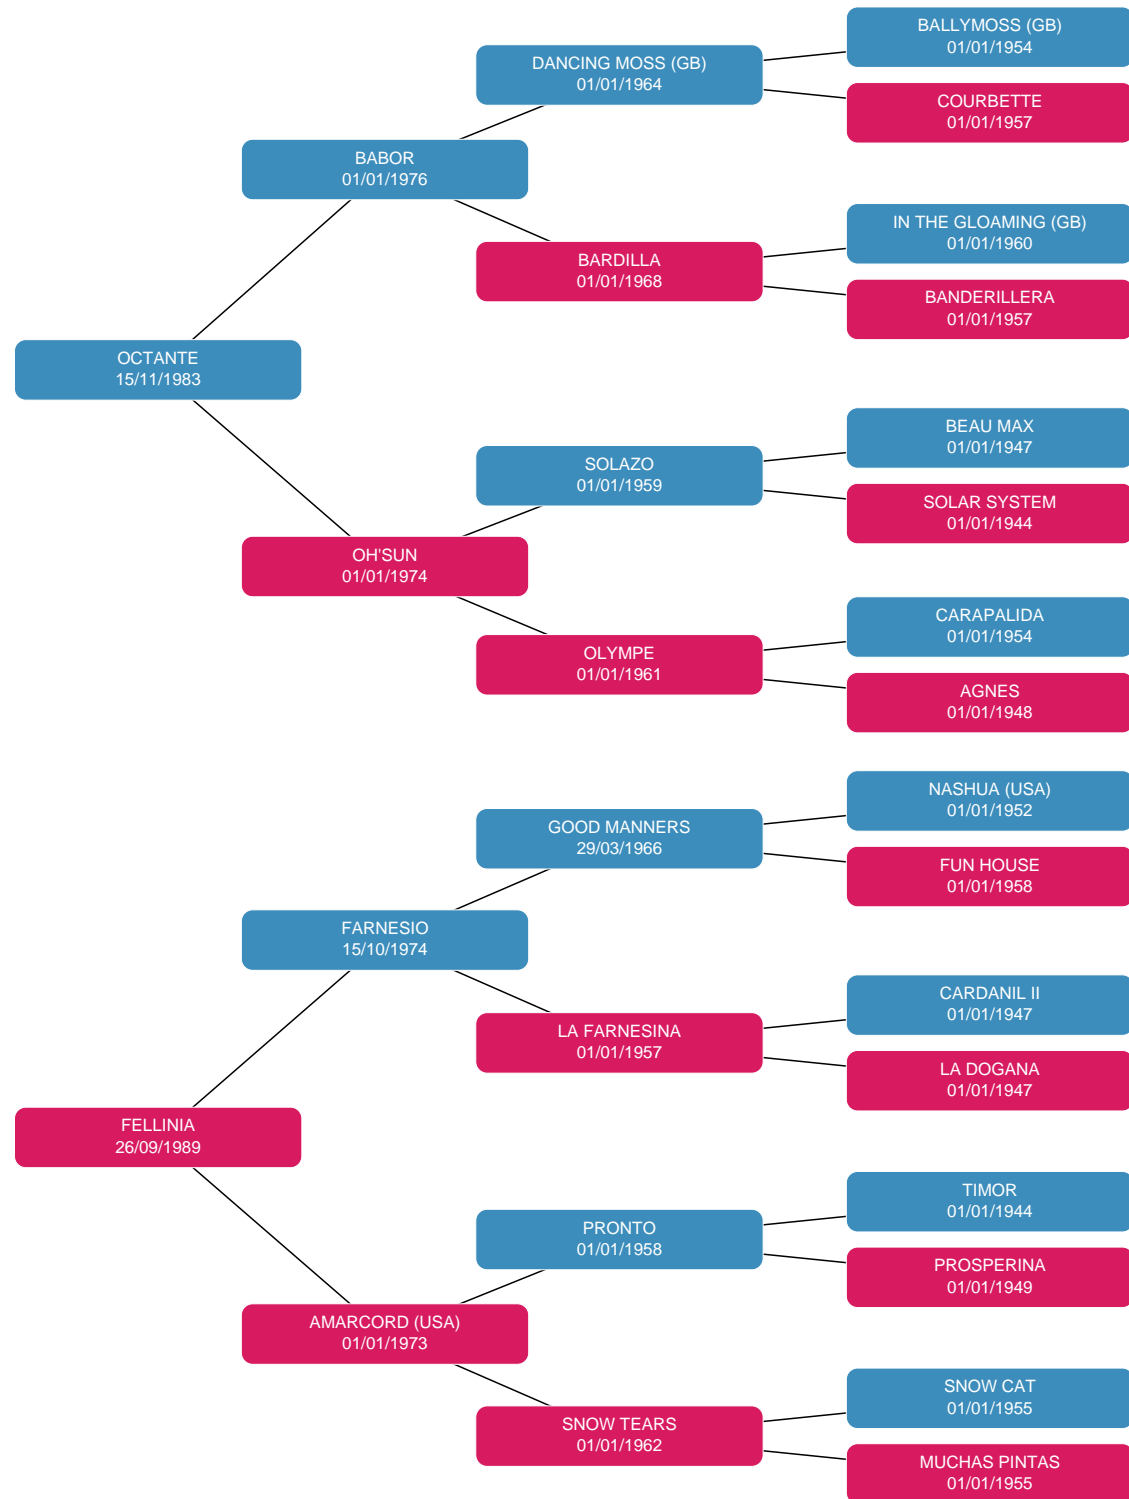 BALLYMOSS (GB)
01/01/1954
DANCING MOSS (GB)
01/01/1964
COURBETTE
01/01/1957
BABOR
01/01/1976
IN THE GLOAMING (GB)
01/01/1960
BARDILLA
01/01/1968
BANDERILLERA
01/01/1957
OCTANTE
15/11/1983
BEAU MAX
01/01/1947
SOLAZO
01/01/1959
SOLAR SYSTEM
01/01/1944
OH'SUN
01/01/1974
CARAPALIDA
01/01/1954
OLYMPE
01/01/1961
AGNES
01/01/1948
NASHUA (USA)
01/01/1952
GOOD MANNERS
29/03/1966
FUN HOUSE
01/01/1958
FARNESIO
15/10/1974
CARDANIL II
01/01/1947
LA FARNESINA
01/01/1957
LA DOGANA
01/01/1947
FELLINIA
26/09/1989
TIMOR
01/01/1944
PRONTO
01/01/1958
PROSPERINA
01/01/1949
AMARCORD (USA)
01/01/1973
SNOW CAT
01/01/1955
SNOW TEARS
01/01/1962
MUCHAS PINTAS
01/01/1955